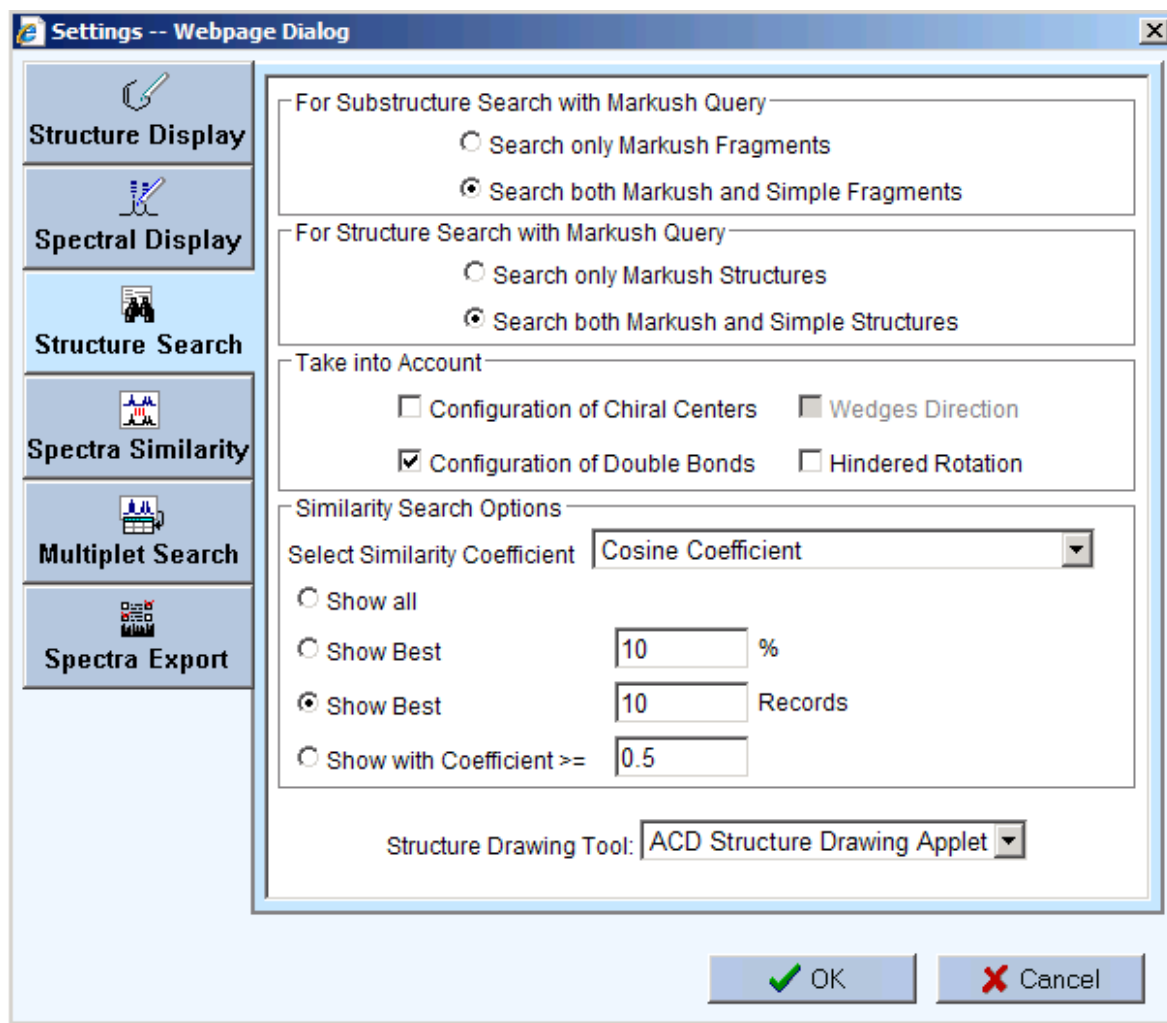 Settings -- Webpage Dialog
Structure Display
Spectral Display
Structure Search
Spectra Similarity
Multiplet Search
Spectra Export
For Substructure Search with Markush Query
Search only Markush Fragments
Search both Markush and Simple Fragments
For Structure Search with Markush Query
Search only Markush Structures
Search both Markush and Simple Structures
Take into Account
Configuration of Chiral Centers Wedges Direction
Configuration of Double Bonds Hindered Rotation
Similarity Search Options
Select Similarity Coefficient Cosine Coefficient
Show all
Show Best 10 %
Show Best 10 Records
Show with Coefficient >= 0.5
Structure Drawing Tool: ACD Structure Drawing Applet
OK Cancel